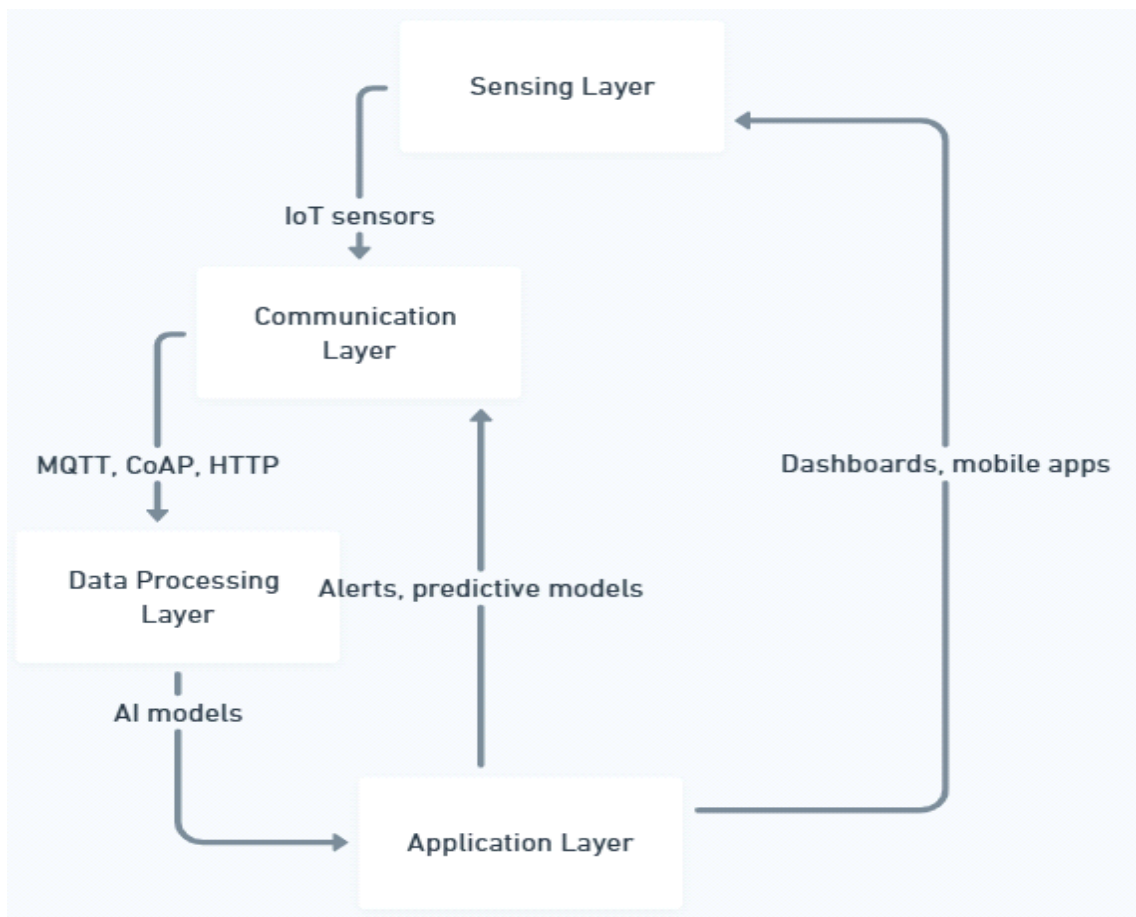 Sensing Layer
IoT sensors
Communication
Layer
MQTT, CoAP, HTTP
Dashboards, mobile apps
Data Processing
Layer
Alerts, predictive models
AI models
Application Layer